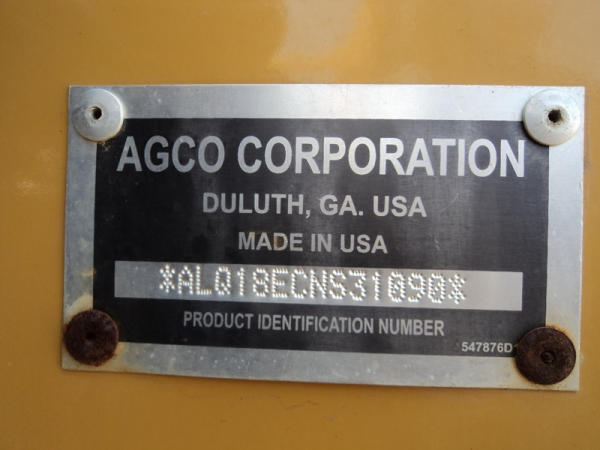 AGCO CORPORATION
DULUTH, GA. USA
MADE IN USA
*ALQ18ECNS31090*
PRODUCT IDENTIFICATION NUMBER
547876D